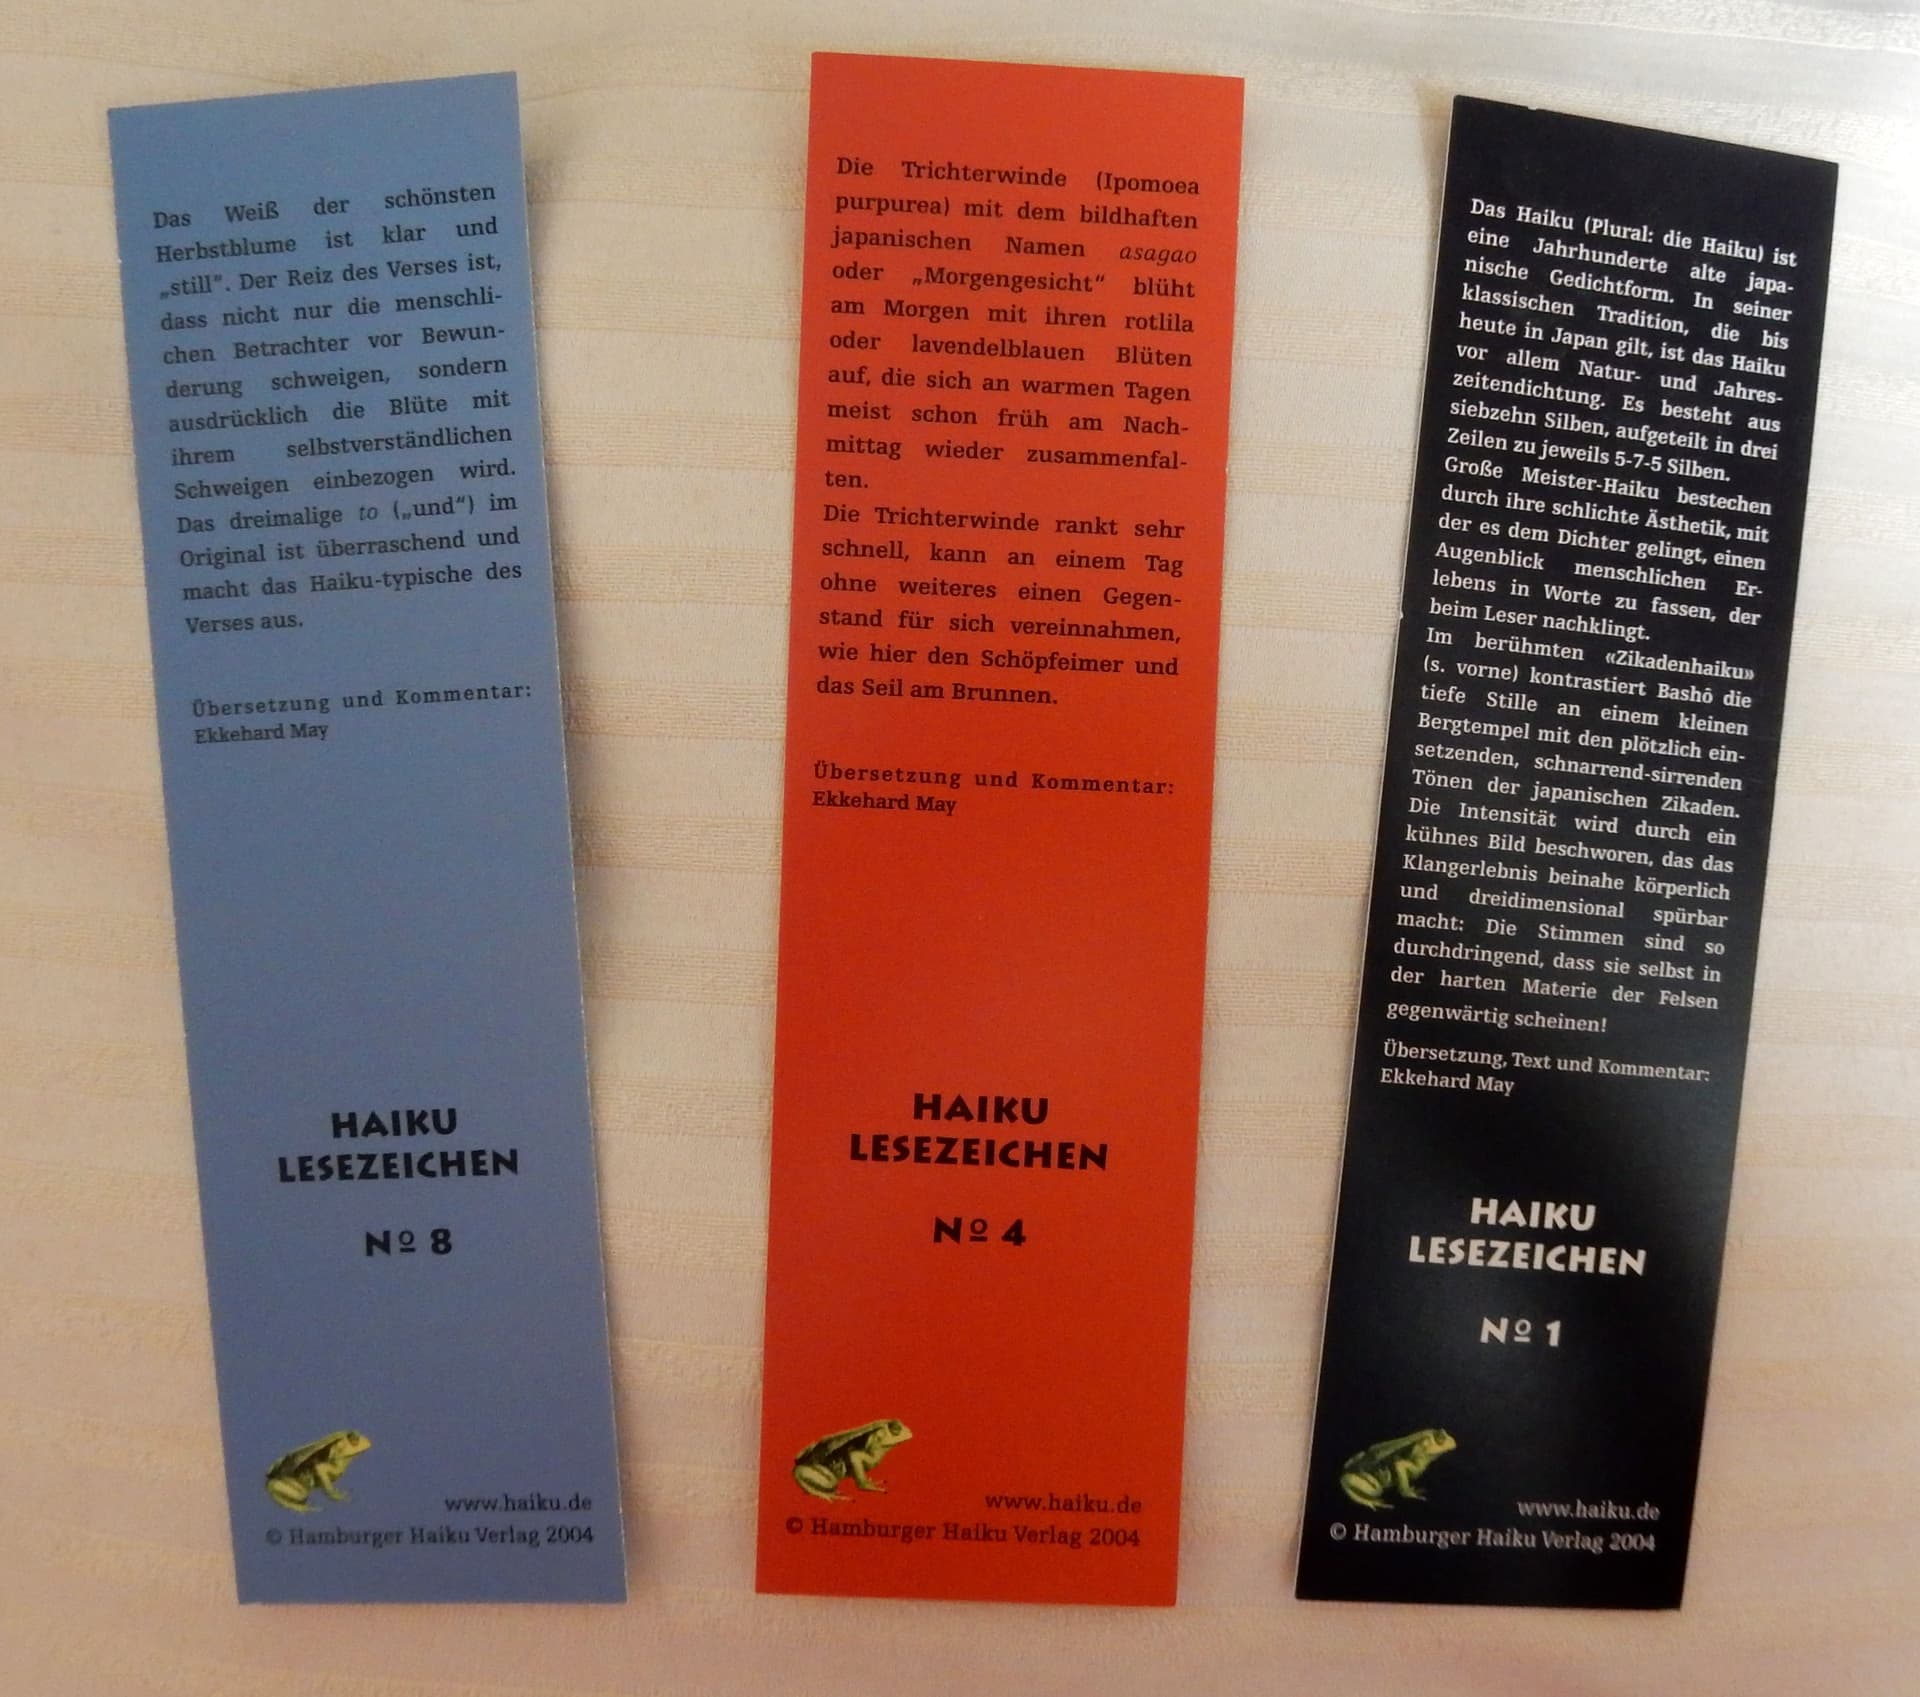 Das Weiß der schönsten
Herbstblume ist klar und
„still“. Der Reiz des Verses ist,
dass nicht nur die menschli-
chen Betrachter vor Bewun-
derung schweigen, sondern
ausdrücklich die Blüte mit
ihrem selbstverständlichen
Schweigen einbezogen wird.
Das dreimalige to („und“) im
Original ist überraschend und
macht das Haiku-typische des
Verses aus.
Übersetzung und Kommentar:
Ekkehard May
HAIKU
LESEZEICHEN
Nº 8
www.haiku.de
© Hamburger Haiku Verlag 2004
Die Trichterwinde (Ipomoea
purpurea) mit dem bildhaften
japanischen Namen asagao
oder „Morgengesicht“ blüht
am Morgen mit ihren rotlila
oder lavendelblauen Blüten
auf, die sich an warmen Tagen
meist schon früh am Nach-
mittag wieder zusammenfal-
ten.
Die Trichterwinde rankt sehr
schnell, kann an einem Tag
ohne weiteres einen Gegen-
stand für sich vereinnahmen,
wie hier den Schöpfeimer und
das Seil am Brunnen.
Übersetzung und Kommentar:
Ekkehard May
HAIKU
LESEZEICHEN
Nº 4
www.haiku.de
© Hamburger Haiku Verlag 2004
Das Haiku (Plural: die Haiku) ist
eine Jahrhunderte alte japa-
nische Gedichtform. In seiner
klassischen Tradition, die bis
heute in Japan gilt, ist das Haiku
vor allem Natur- und Jahres-
zeitendichtung. Es besteht aus
siebzehn Silben, aufgeteilt in drei
Zeilen zu jeweils 5-7-5 Silben.
Große Meister-Haiku bestechen
durch ihre schlichte Ästhetik, mit
der es dem Dichter gelingt, einen
Augenblick menschlichen Er-
lebens in Worte zu fassen, der
beim Leser nachklingt.
Im berühmten «Zikadenhaiku»
(s. vorne) kontrastiert Bashô die
tiefe Stille an einem kleinen
Bergtempel mit den plötzlich ein-
setzenden, schnarrend-sirrenden
Tönen der japanischen Zikaden.
Die Intensität wird durch ein
kühnes Bild beschworen, das das
Klangerlebnis beinahe körperlich
und dreidimensional spürbar
macht: Die Stimmen sind so
durchdringend, dass sie selbst in
der harten Materie der Felsen
gegenwärtig scheinen!
Übersetzung, Text und Kommentar:
Ekkehard May
HAIKU
LESEZEICHEN
Nº 1
www.haiku.de
© Hamburger Haiku Verlag 2004